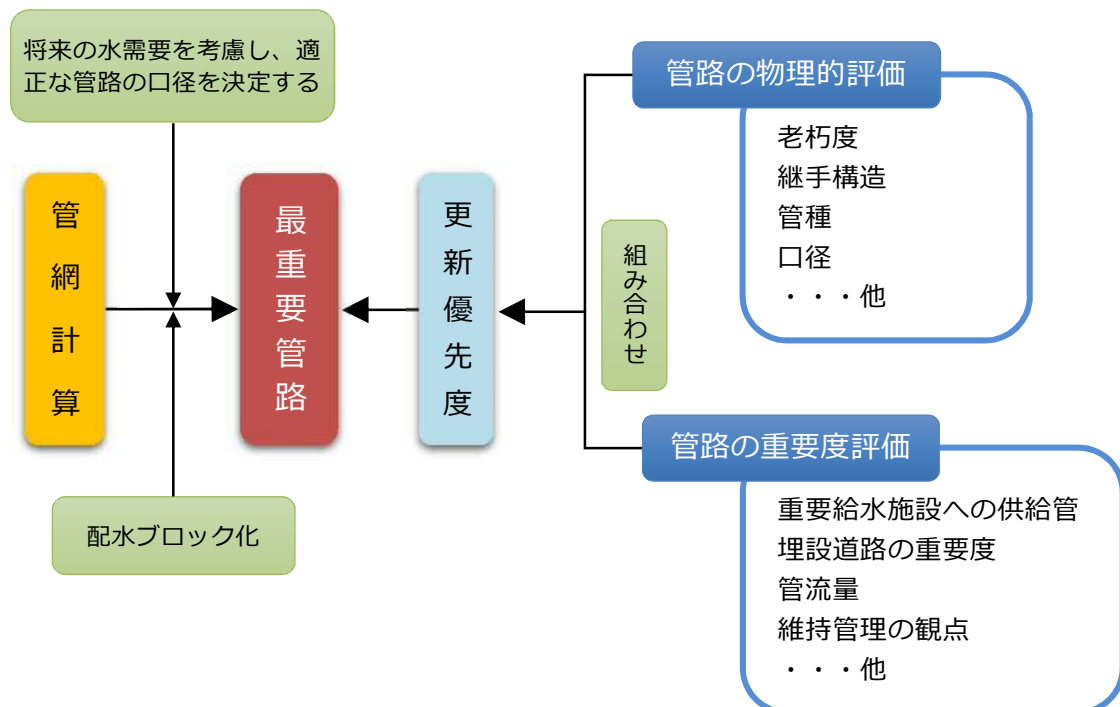 将来の水需要を考慮し、適
正な管路の口径を決定する
管網計算
最重要管路
更新優先度
配水ブロック化
組み合わせ
管路の物理的評価
老朽度
継手構造
管種
口径
・・・他
管路の重要度評価
重要給水施設への供給管
埋設道路の重要度
管流量
維持管理の観点
・・・他